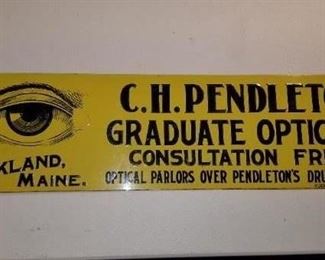 C.H.PENDLETO
GRADUATE OPTIC
CONSULTATION FR
OPTICAL PARLORS OVER PENDLETON'S DRU
KLAND,
MAINE.